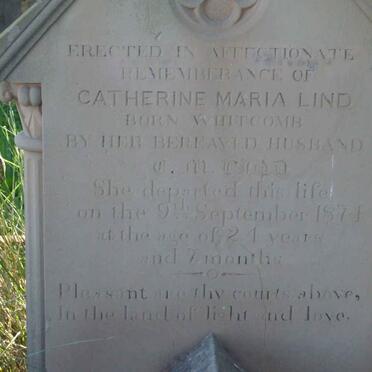 ERECTED IN AFFECTIONATE
REMEMBERANCE OF
CATHERINE MARIA LIND
BORN WHITCOMB
BY HER BEREAVED HUSBAND
C. M. LIND
She departed this life
on the 9th September 1874
at the age of 24 years
and 7 months
Pleasant are thy courts above,
In the land of light and love.